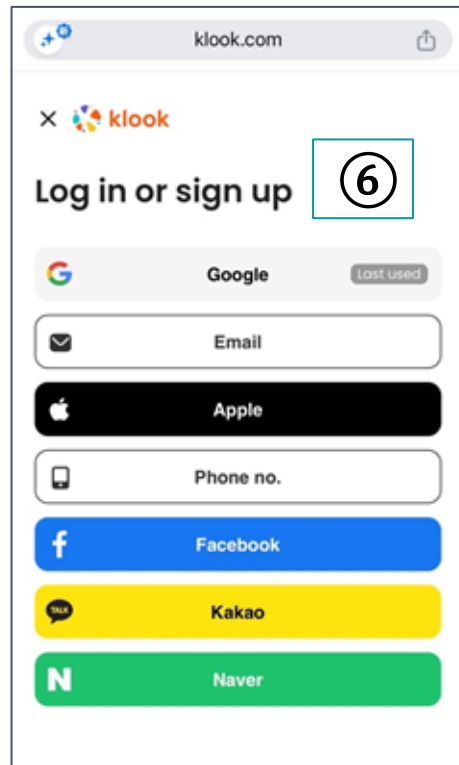 klook.com
klook
Log in or sign up ⑥
Google Last used
Email
Apple
Phone no.
f Facebook
TALK Kakao
N Naver